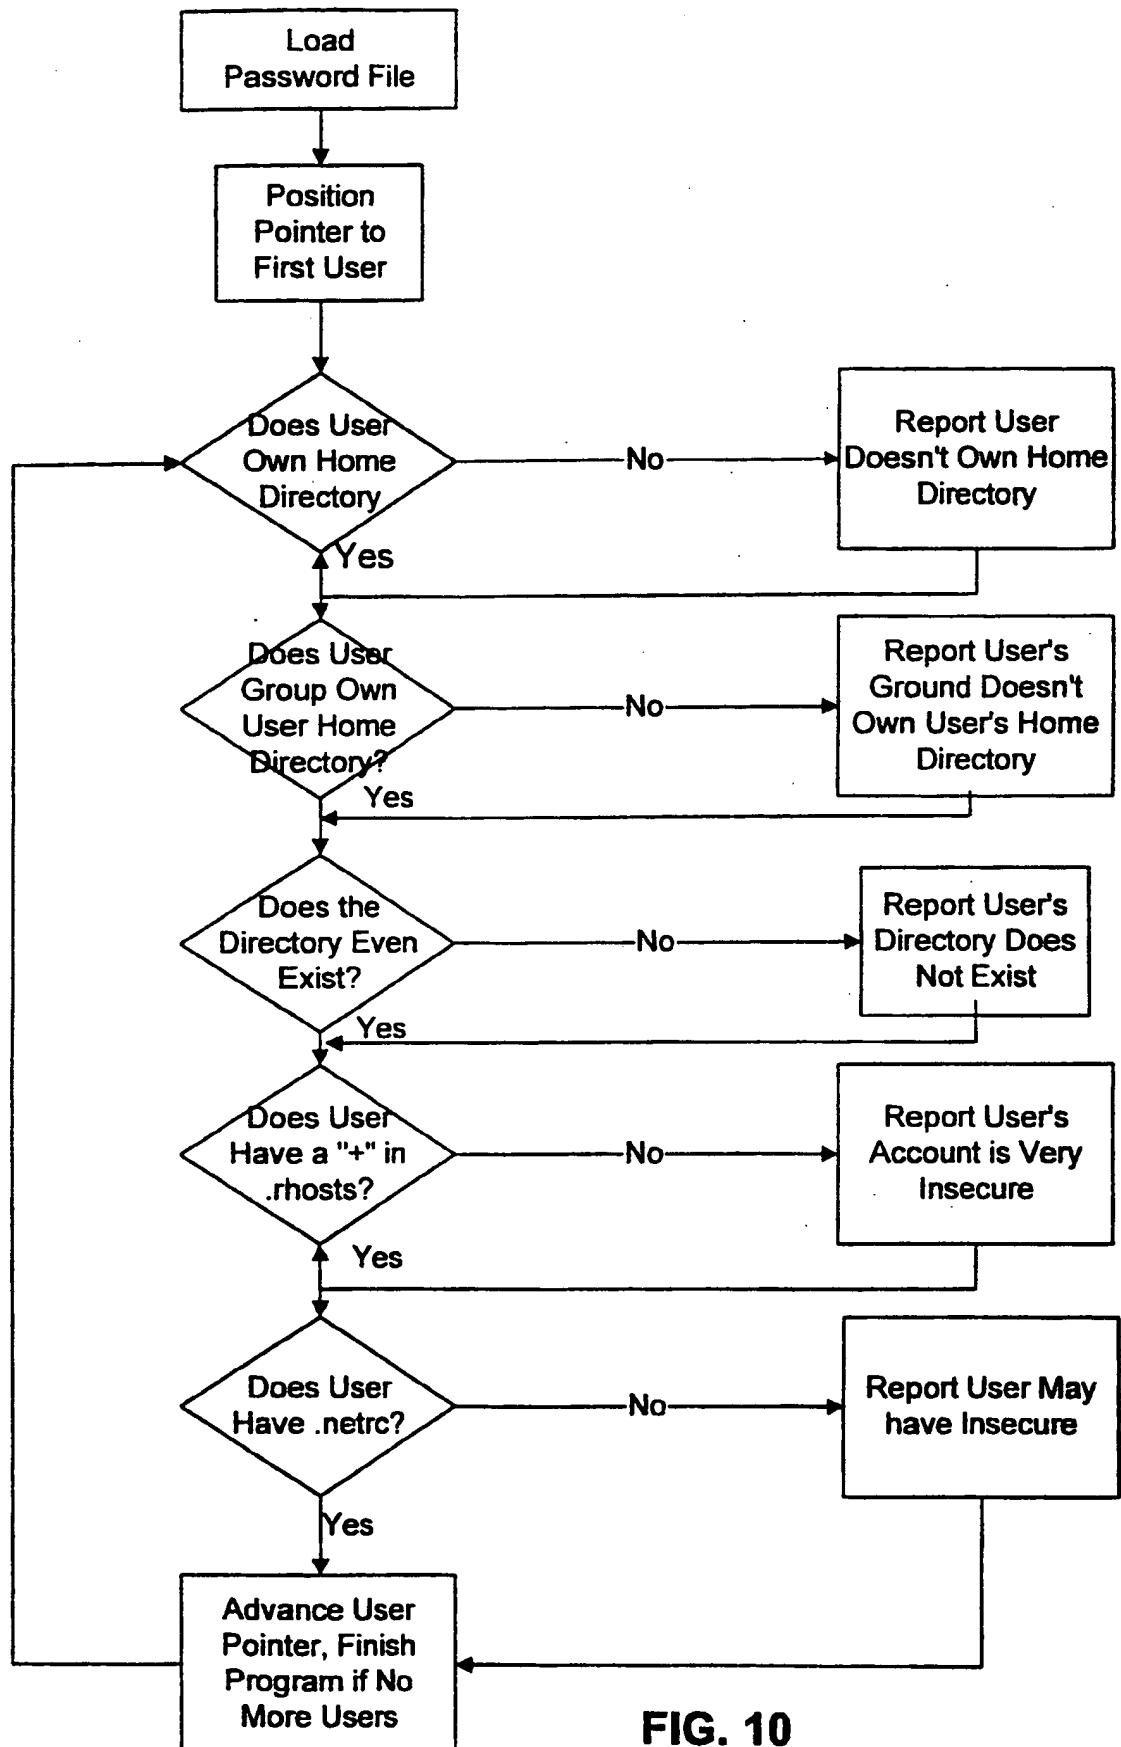 Load
Password File
Position
Pointer to
First User
Does User
Own Home
Directory
No
Report User
Doesn't Own Home
Directory
Yes
Does User
Group Own
User Home
Directory?
No
Report User's
Ground Doesn't
Own User's Home
Directory
Yes
Does the
Directory Even
Exist?
No
Report User's
Directory Does
Not Exist
Yes
Does User
Have a "+" in
.rhosts?
No
Report User's
Account is Very
Insecure
Yes
Does User
Have .netrc?
No
Report User May
have Insecure
Yes
Advance User
Pointer, Finish
Program if No
More Users
FIG. 10